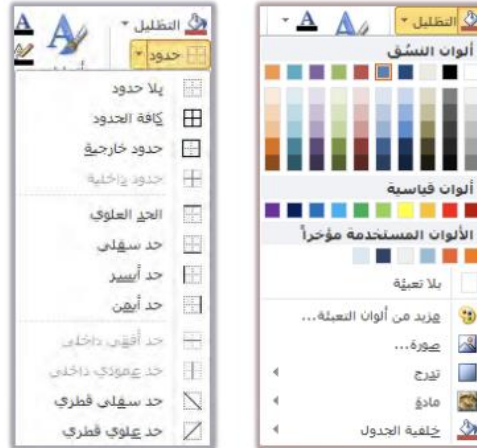 التظليل
ألوان النسُق
ألوان قياسية
الألوان المستخدمة مؤخراً
بلا تعبئة
مزيد من ألوان التعبئة...
صورة...
تدرج
مادة
خلفية الجدول
التظليل
حدود
بلا حدود
كافة الحدود
حدود خارجية
حدود داخلية
الحد العلوي
حد سفلي
حد أيسر
حد أيمن
حد أفقي داخلي
حد عمودي داخلي
حد سفلي قطري
حد علوي قطري